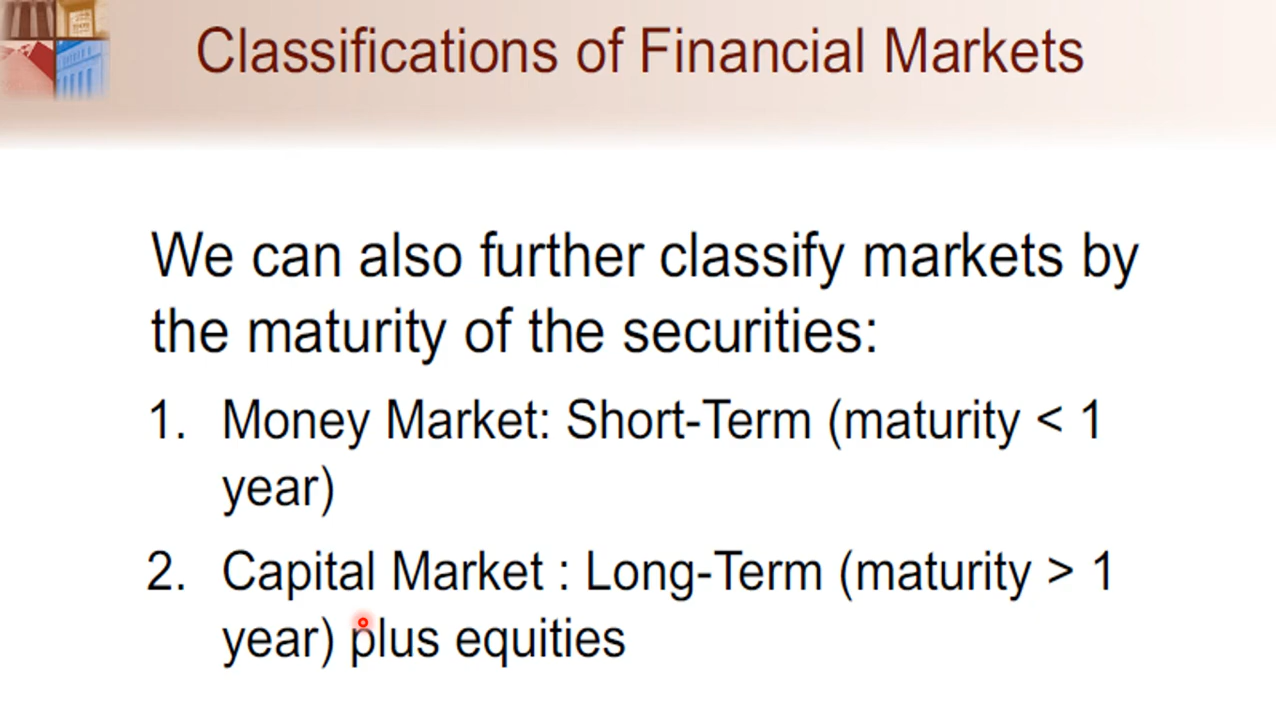 Classifications of Financial Markets
We can also further classify markets by
the maturity of the securities:
1. Money Market: Short-Term (maturity < 1
year)
2. Capital Market : Long-Term (maturity > 1
year) plus equities